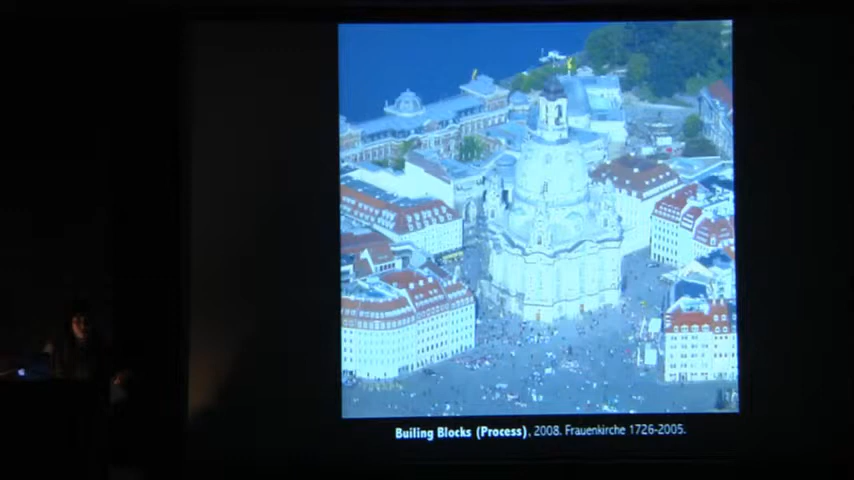 Builing Blocks (Process), 2008. Frauenkirche 1726-2005.